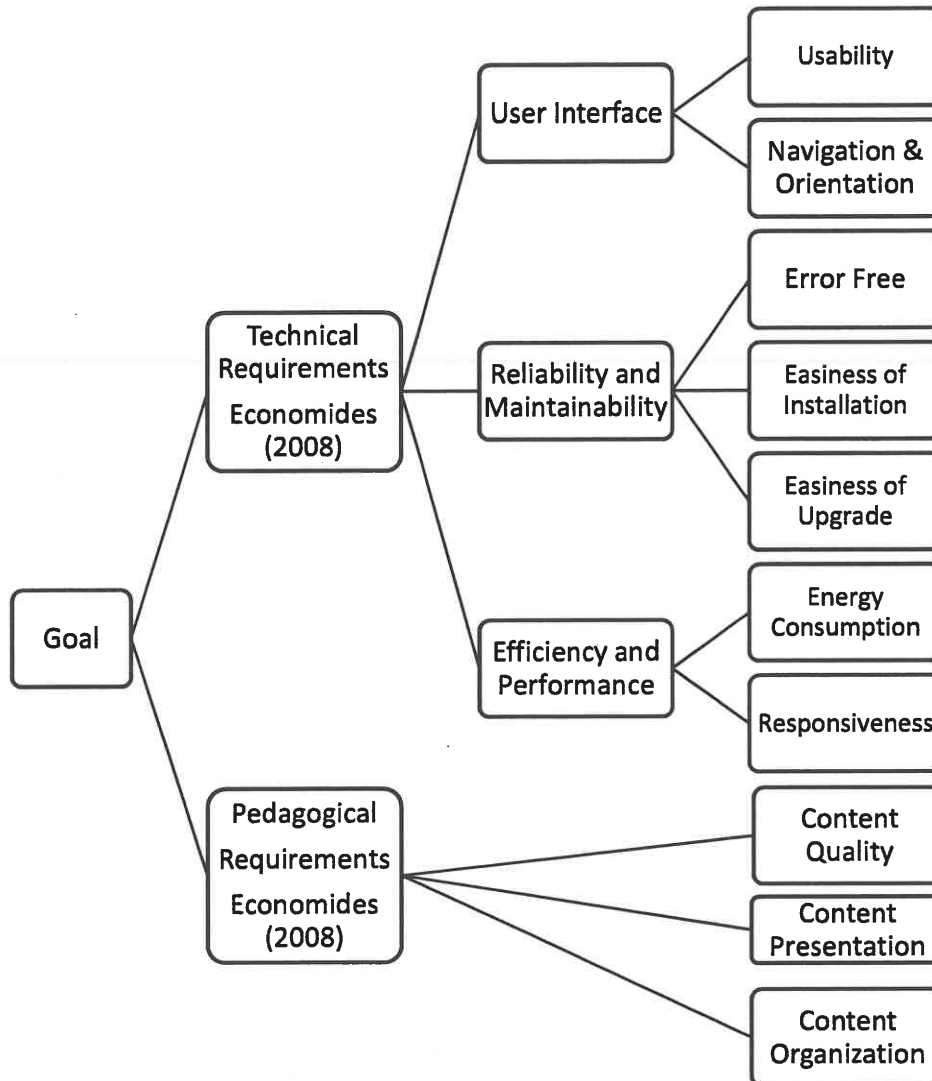 Usability
User Interface
Navigation &
Orientation
Error Free
Technical
Requirements
Economides
(2008)
Reliability and
Maintainability
Easiness of
Installation
Easiness of
Upgrade
Goal
Energy
Consumption
Efficiency and
Performance
Responsiveness
Pedagogical
Requirements
Economides
(2008)
Content
Quality
Content
Presentation
Content
Organization